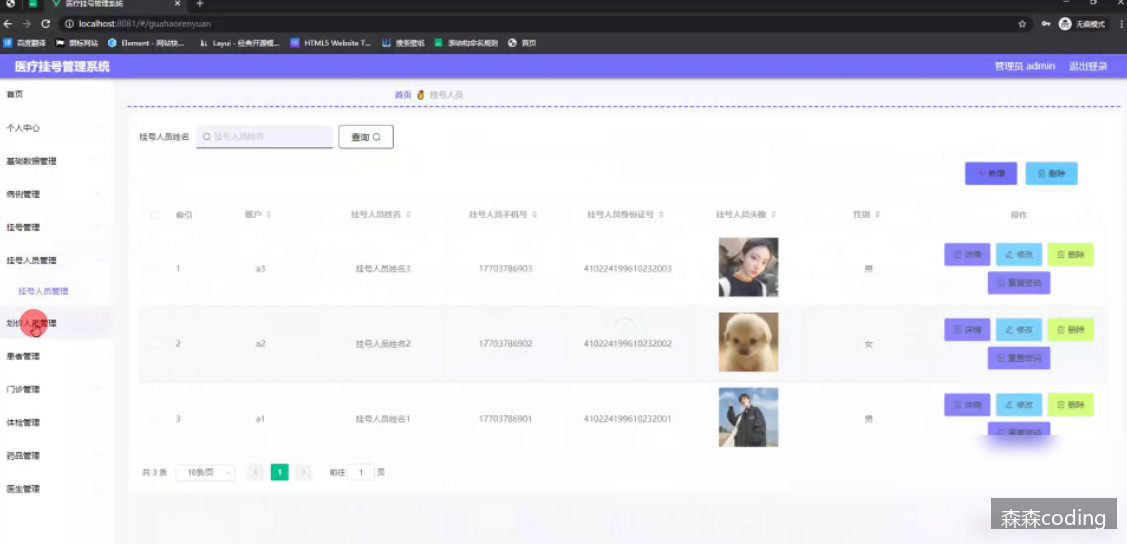 医疗挂号管理系统
localhost:8081/#/guahaorenyuan
无痕模式
百度翻译 图标网站 Element - 网站快... Layui - 经典开源模... HTML5 Website T... 搜索壁纸 驱动命名规则 首页
医疗挂号管理系统 管理员 admin 退出登录
首页 挂号人员
首页
个人中心
基础数据管理
病例管理
挂号管理
挂号人员管理
挂号人员管理
划价人员管理
患者管理
门诊管理
体检管理
药品管理
医生管理
挂号人员姓名 挂号人员姓名 查询
新增 删除
索引 账户 挂号人员姓名 挂号人员手机号 挂号人员身份证号 挂号人员头像 性别 操作
1 a3 挂号人员姓名3 17703786903 410224199610232003 男 详情 修改 删除
重置密码
2 a2 挂号人员姓名2 17703786902 410224199610232002 女 详情 修改 删除
重置密码
3 a1 挂号人员姓名1 17703786901 410224199610232001 男 详情 修改 删除
重置密码
共 3 条 10条/页 1 前往 1 页
森森coding